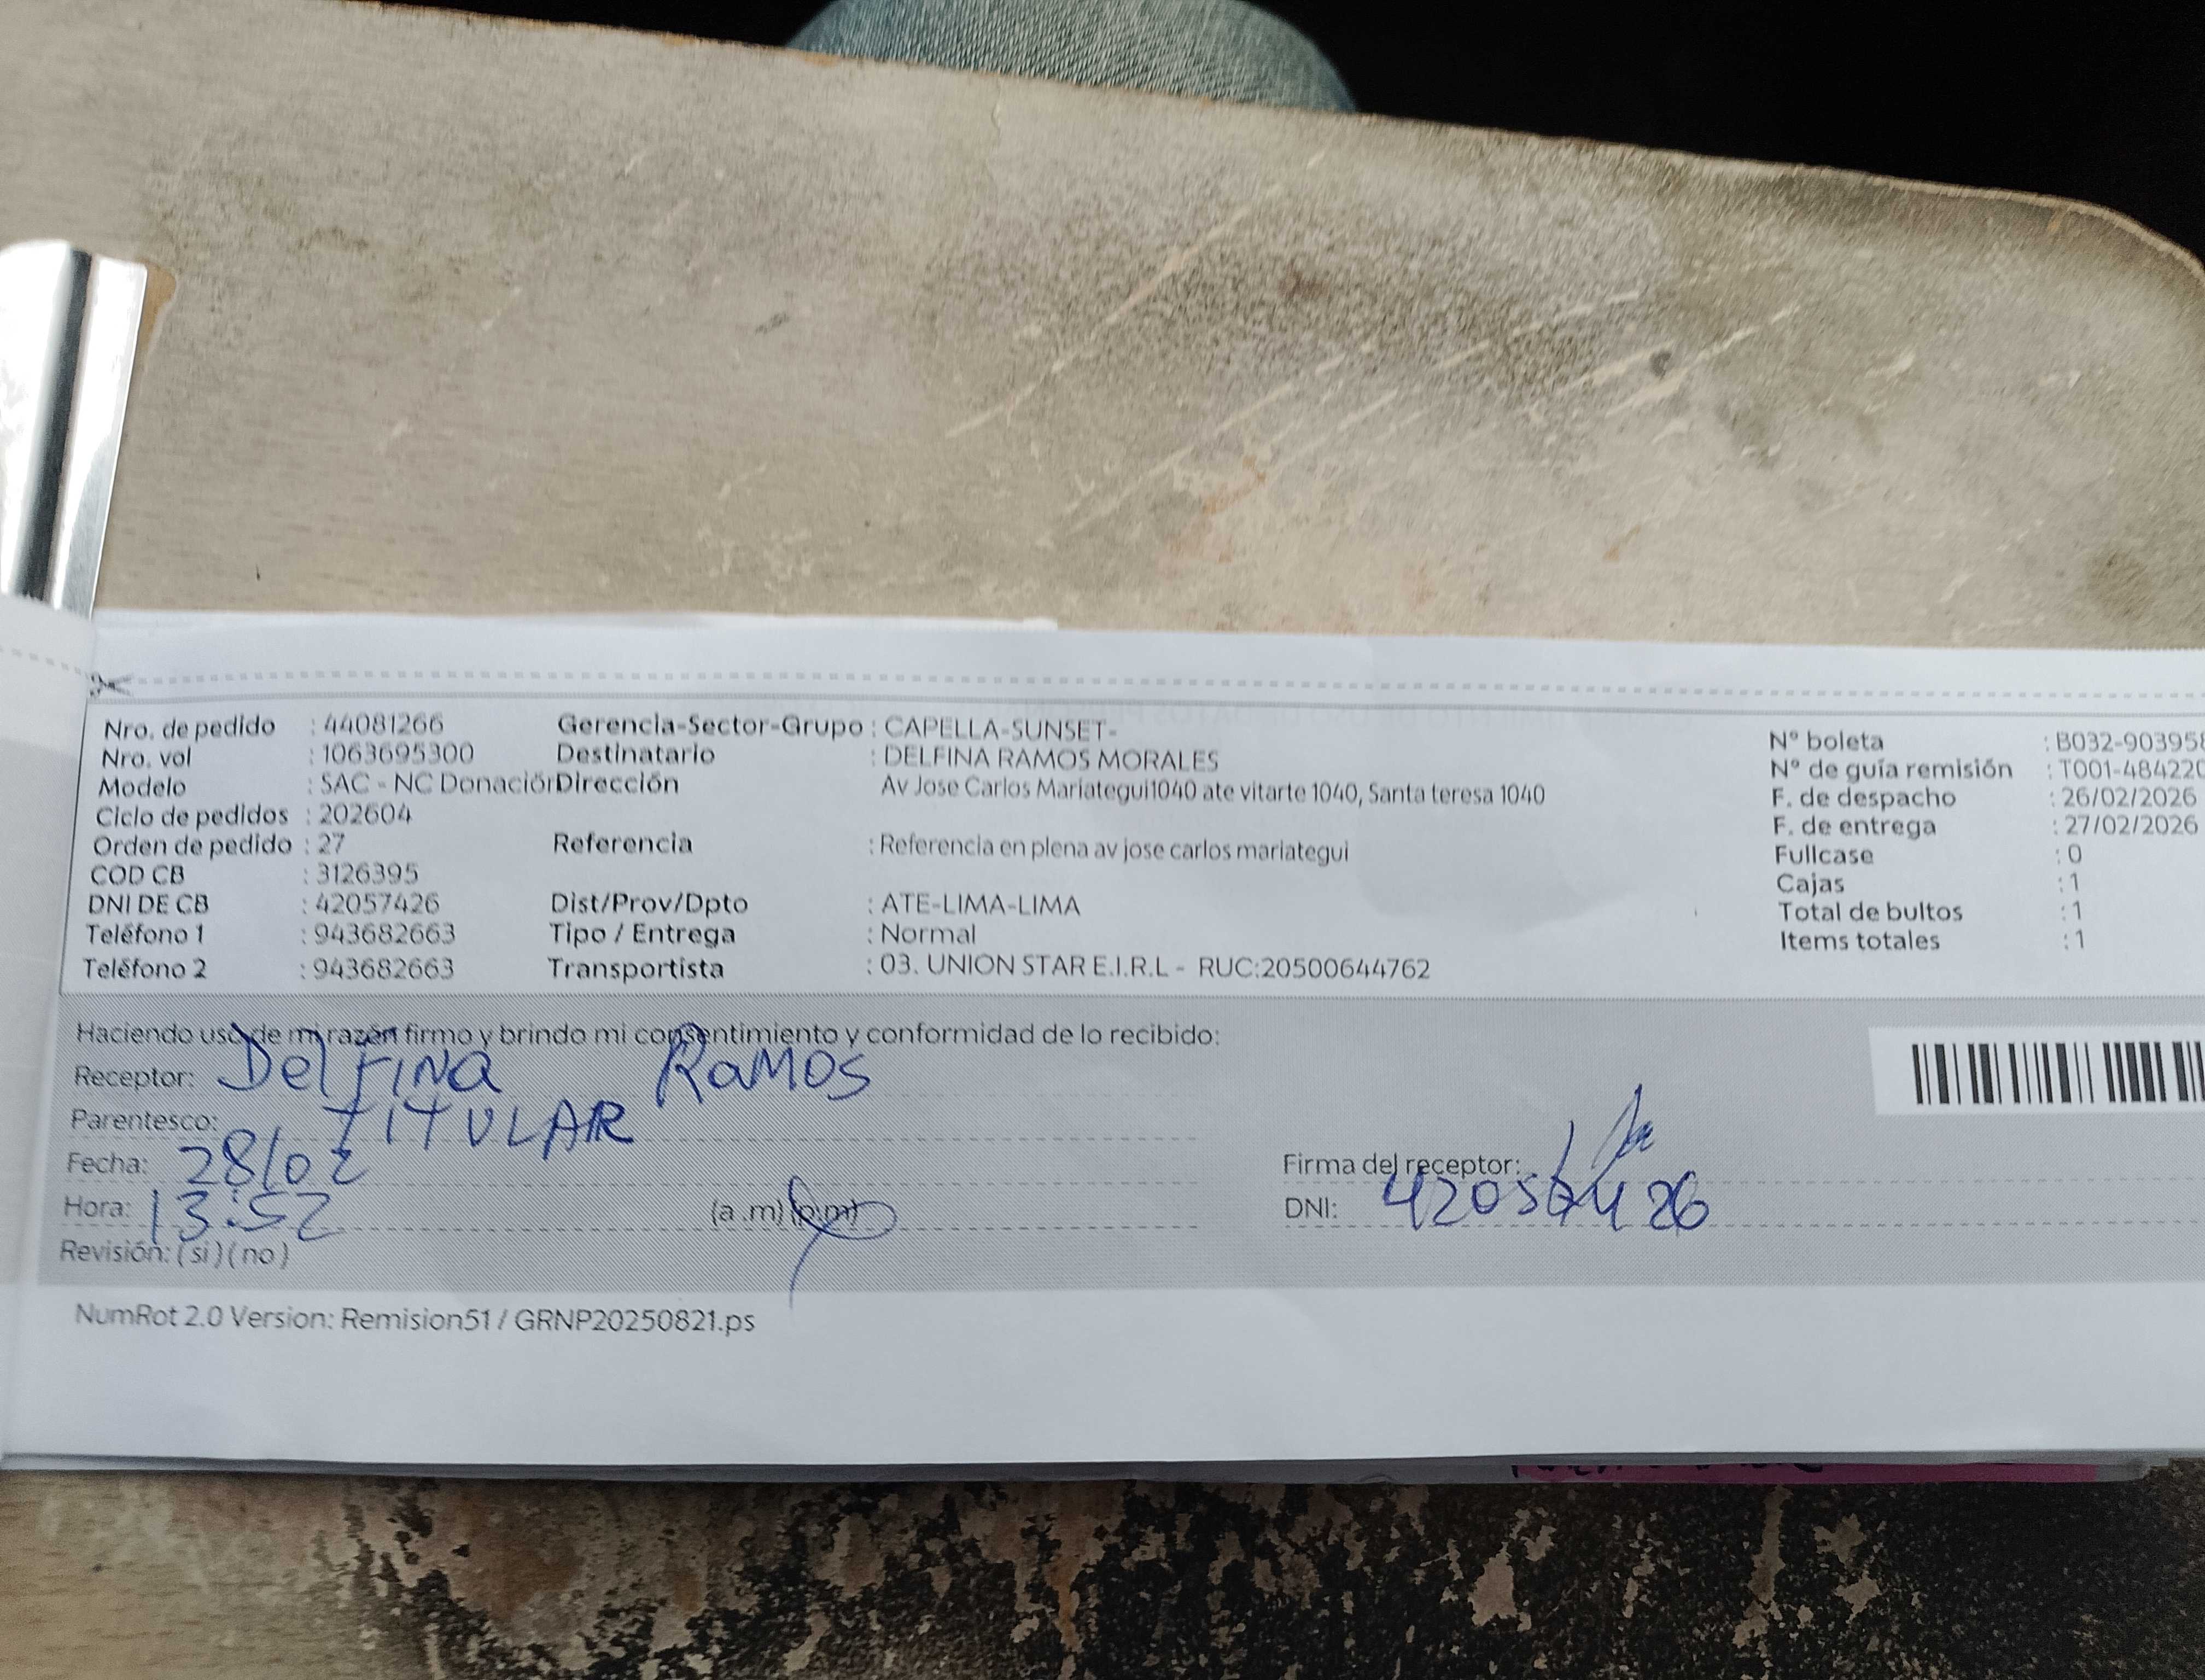 Nro. de pedido : 44081266
Nro. vol : 1063695300
Modelo : SAC - NC Donación
Ciclo de pedidos : 202604
Orden de pedido : 27
COD CB : 3126395
DNI DE CB : 42057426
Teléfono 1 : 943682663
Teléfono 2 : 943682663
Gerencia-Sector-Grupo : CAPELLA-SUNSET-
Destinatario : DELFINA RAMOS MORALES
Dirección Av Jose Carlos Mariategui1040 ate vitarte 1040, Santa teresa 1040
Referencia : Referencia en plena av jose carlos mariategui
Dist/Prov/Dpto : ATE-LIMA-LIMA
Tipo / Entrega : Normal
Transportista : 03. UNION STAR E.I.R.L - RUC:20500644762
N° boleta : B032-903958
N° de guía remisión : T001-484220
F. de despacho : 26/02/2026
F. de entrega : 27/02/2026
Fullcase : 0
Cajas : 1
Total de bultos : 1
Items totales : 1
Haciendo uso de mi razón firmo y brindo mi consentimiento y conformidad de lo recibido:
Receptor: DelFINA RAMOS
Parentesco: TITULAR
Fecha: 28/02
Hora: 13:52 (a .m) (p.m)
Revisión: ( si ) ( no )
Firma del receptor:
DNI: 42057426
NumRot 2.0 Version: Remision51 / GRNP20250821.ps